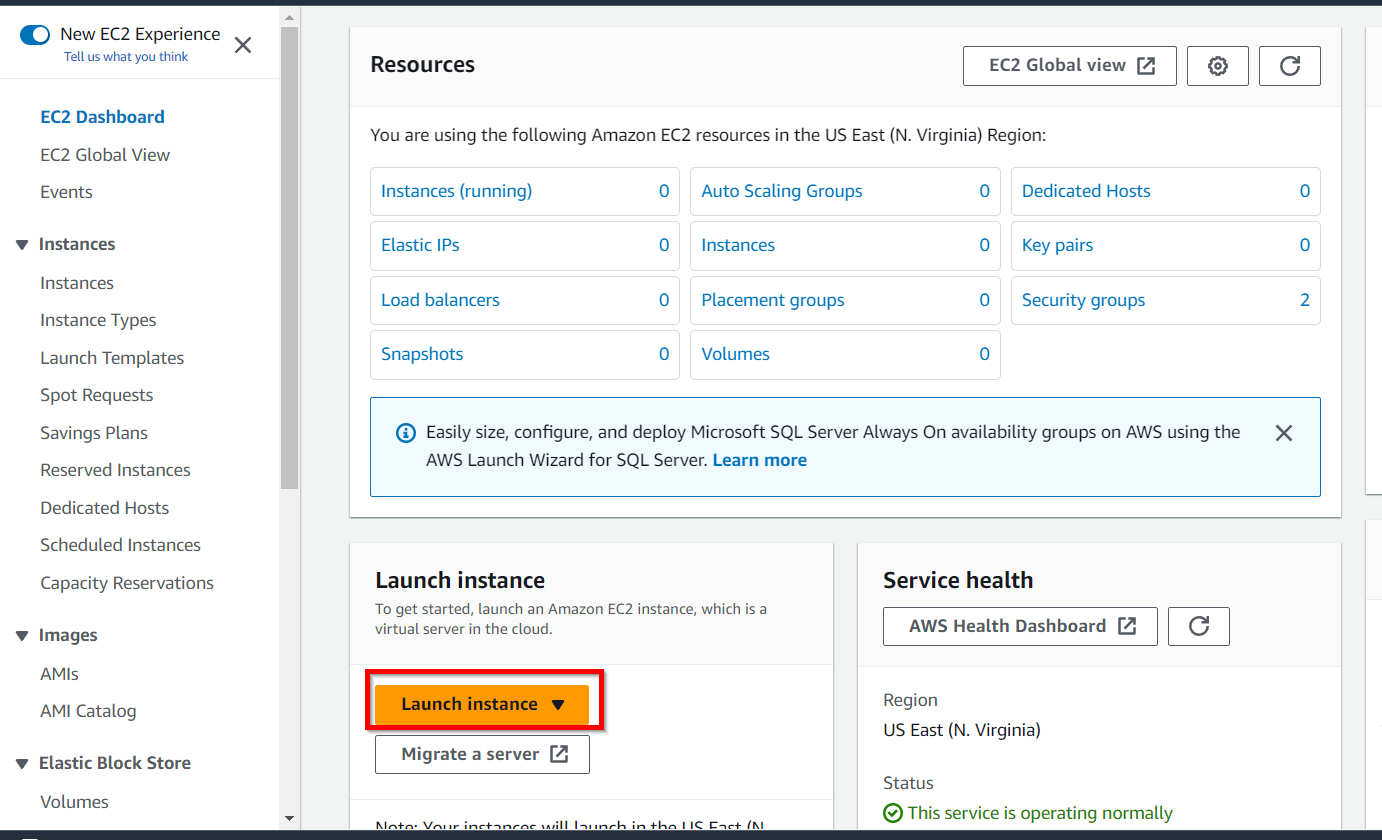 New EC2 Experience
Tell us what you think
EC2 Dashboard
EC2 Global View
Events
Instances
Instances
Instance Types
Launch Templates
Spot Requests
Savings Plans
Reserved Instances
Dedicated Hosts
Scheduled Instances
Capacity Reservations
Images
AMIs
AMI Catalog
Elastic Block Store
Volumes
Resources
EC2 Global view
You are using the following Amazon EC2 resources in the US East (N. Virginia) Region:
Instances (running) 0
Auto Scaling Groups 0
Dedicated Hosts 0
Elastic IPs 0
Instances 0
Key pairs 0
Load balancers 0
Placement groups 0
Security groups 2
Snapshots 0
Volumes 0
Easily size, configure, and deploy Microsoft SQL Server Always On availability groups on AWS using the
AWS Launch Wizard for SQL Server. Learn more
Launch instance
To get started, launch an Amazon EC2 instance, which is a
virtual server in the cloud.
Launch instance
Migrate a server
Note: Your instances will launch in the US East (N.
Service health
AWS Health Dashboard
Region
US East (N. Virginia)
Status
This service is operating normally